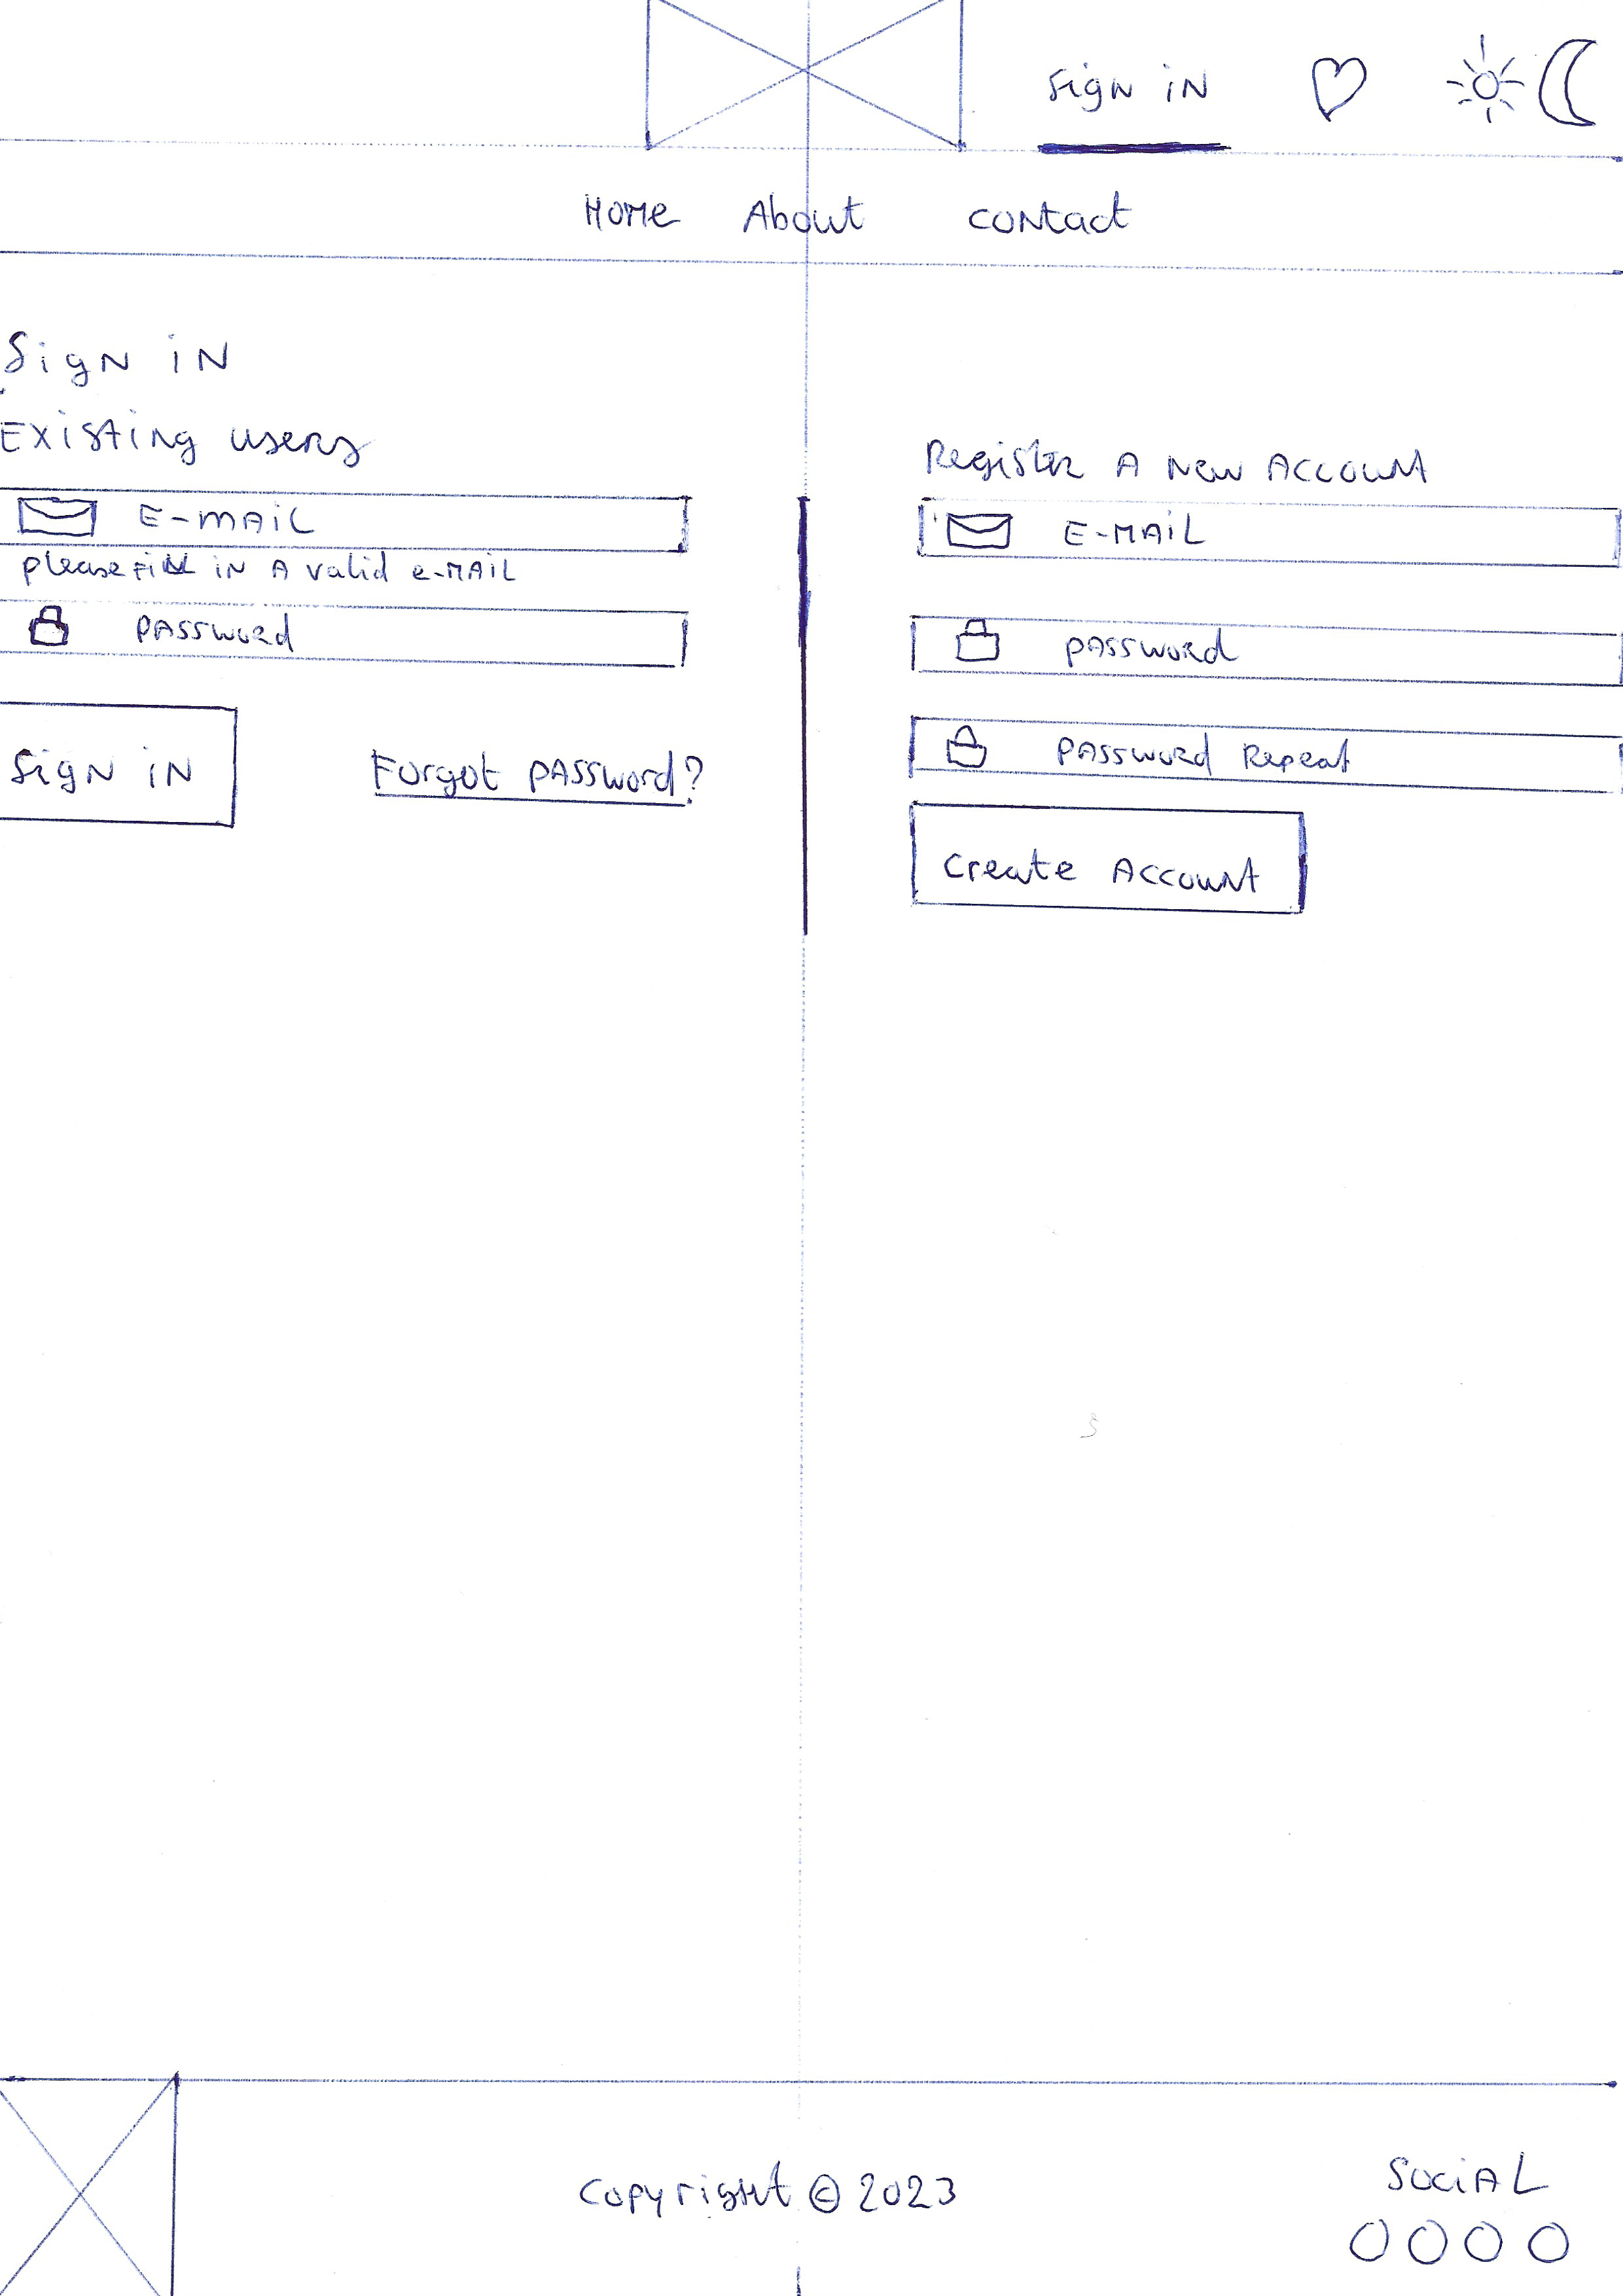 Sign in
Home About Contact
Sign in
Existing users
E-MAIL
please fill in A valid e-MAIL
PASSWORD
Sign in
Forgot PASSword?
Register A New Account
E-MAIL
PASSWORD
PASSWORD Repeat
Create Account
Copyright © 2023
Social